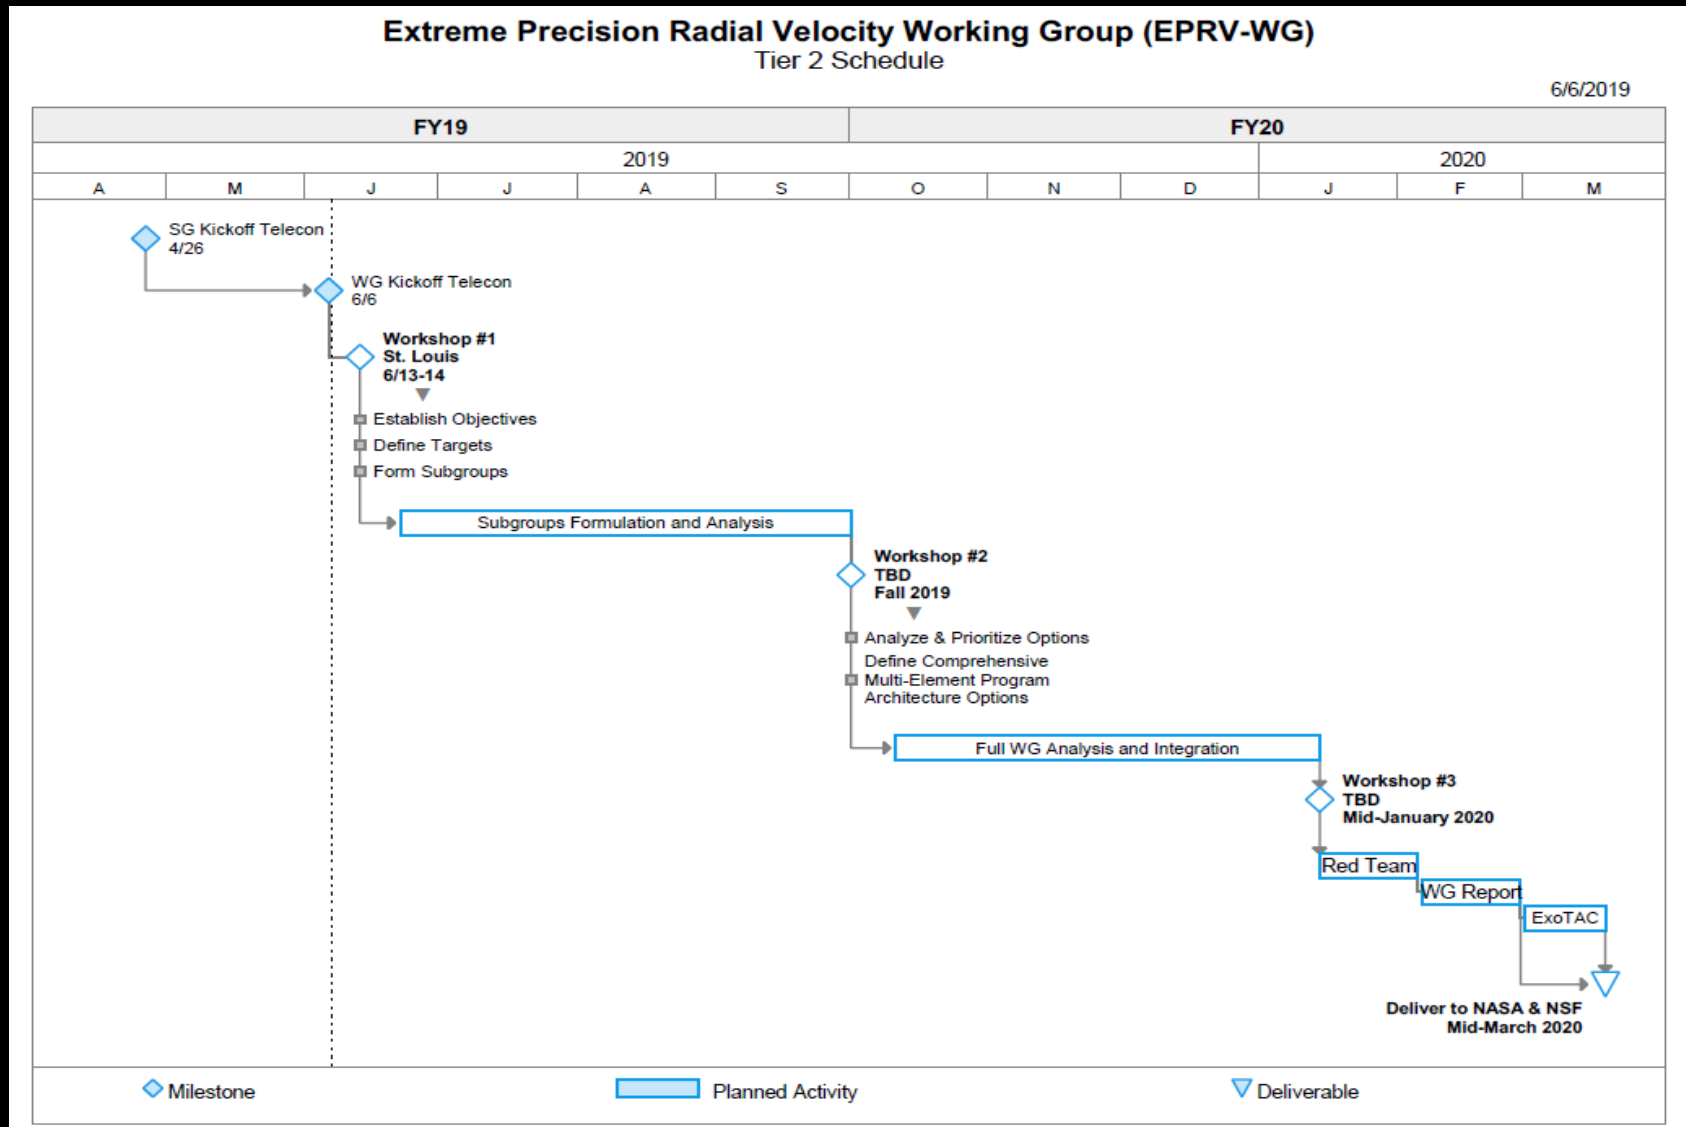 Extreme Precision Radial Velocity Working Group (EPRV-WG)
Tier 2 Schedule
6/6/2019
FY19 FY20
2019 2020
A M J J A S O N D J F M
SG Kickoff Telecon
4/26
WG Kickoff Telecon
6/6
Workshop #1
St. Louis
6/13-14
Establish Objectives
Define Targets
Form Subgroups
Subgroups Formulation and Analysis
Workshop #2
TBD
Fall 2019
Analyze & Prioritize Options
Define Comprehensive
Multi-Element Program
Architecture Options
Full WG Analysis and Integration
Workshop #3
TBD
Mid-January 2020
Red Team
WG Report
ExoTAC
Deliver to NASA & NSF
Mid-March 2020
Milestone Planned Activity Deliverable